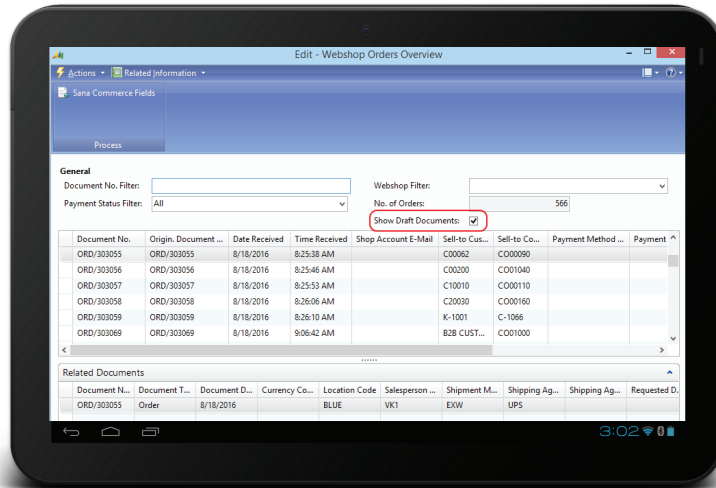 Edit - Webshop Orders Overview
Actions Related Information
Sana Commerce Fields
Process
General
Document No. Filter: Webshop Filter:
Payment Status Filter: All No. of Orders: 566
Show Draft Documents:
Document No. Origin. Document ... Date Received Time Received Shop Account E-Mail Sell-to Cus... Sell-to Co... Payment Method ... Payment
ORD/303055 ORD/303055 8/18/2016 8:25:38 AM C00062 CO00090
ORD/303056 ORD/303056 8/18/2016 8:25:46 AM C00200 CO01040
ORD/303057 ORD/303057 8/18/2016 8:25:53 AM C10010 CO00110
ORD/303058 ORD/303058 8/18/2016 8:26:06 AM C20030 CO00160
ORD/303059 ORD/303059 8/18/2016 8:26:10 AM K-1001 C-1066
ORD/303069 ORD/303069 8/18/2016 9:06:42 AM B2B CUST... CO01000
Related Documents
Document N... Document T... Document D... Currency Co... Location Code Salesperson ... Shipment M... Shipping Ag... Shipping Ag... Requested D.
ORD/303055 Order 8/18/2016 BLUE VK1 EXW UPS
3:02